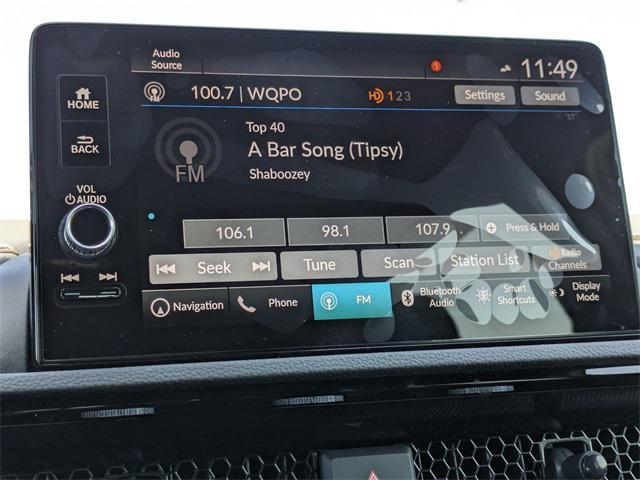 Audio
Source
11:49
HOME
100.7 | WQPO
HD 1 2 3
Settings
Sound
BACK
Top 40
A Bar Song (Tipsy)
Shaboozey
FM
VOL
AUDIO
106.1
98.1
107.9
Press & Hold
Seek
Tune
Scan
Station List
HD Radio
Channels
Navigation
Phone
FM
Bluetooth
Audio
Smart
Shortcuts
Display
Mode